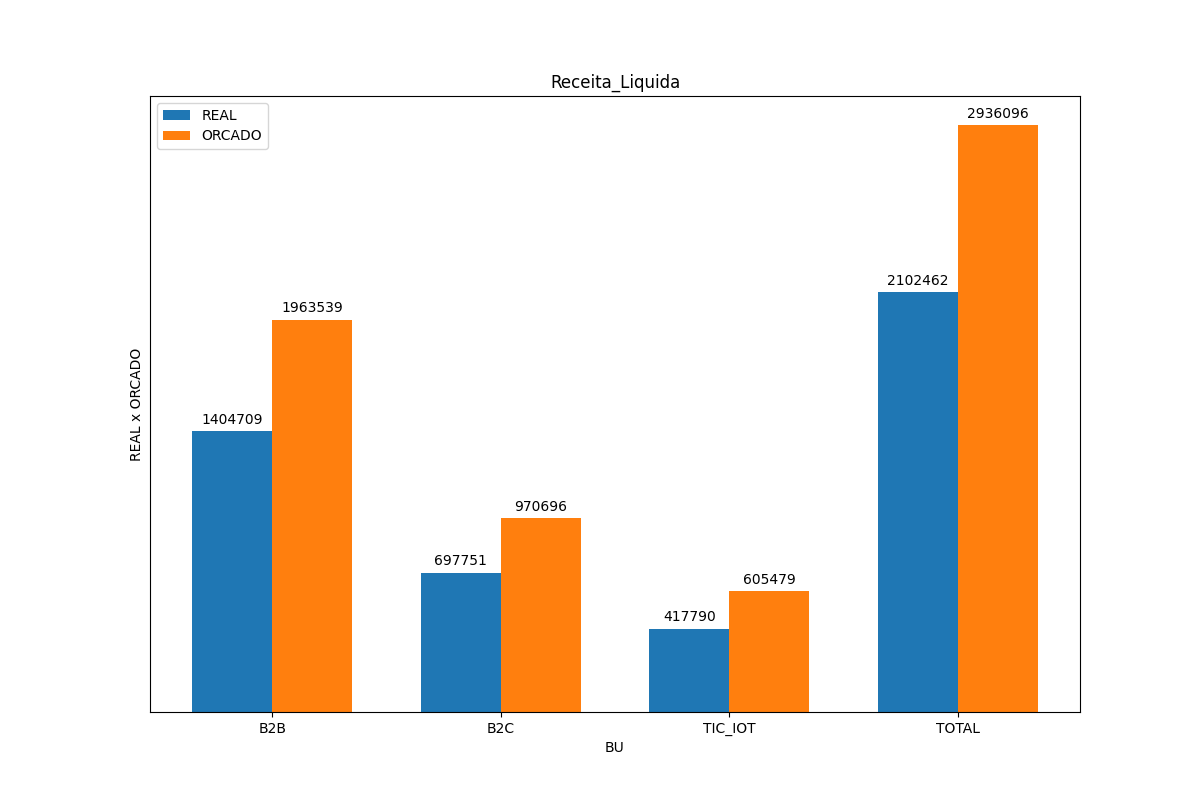 Receita_Liquida
REAL
ORCADO
2936096
2102462
1963539
1404709
970696
697751
605479
417790
REAL x ORCADO
B2B
B2C
TIC_IOT
TOTAL
BU